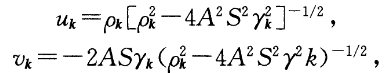 u_k = ρ_k [ρ_k^2 − 4A^2 S^2 γ_k^2]^{−1/2} ,
v_k = −2ASγ_k (ρ_k^2 − 4A^2 S^2 γ^2 k)^{−1/2} ,